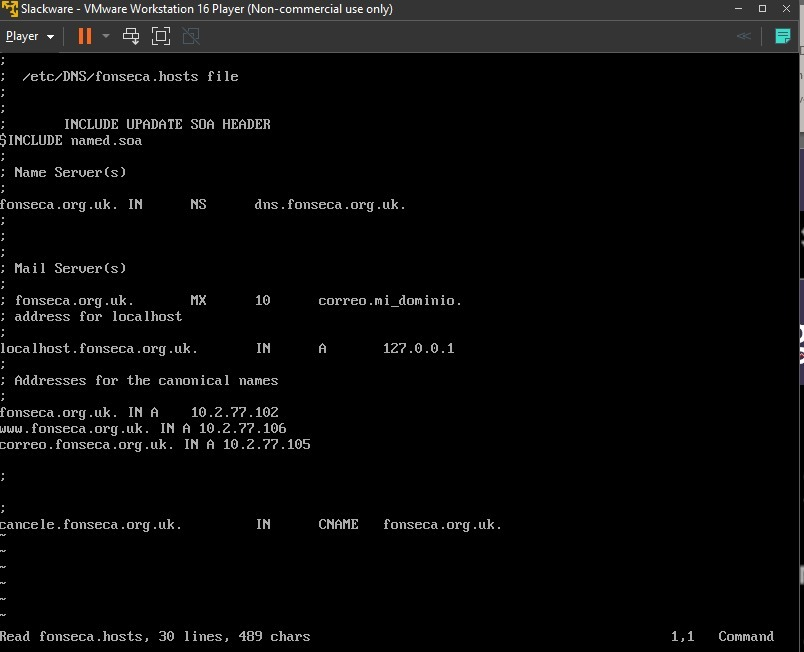 Slackware - VMware Workstation 16 Player (Non-commercial use only)
Player
;
;  /etc/DNS/fonseca.hosts file
;
;
;       INCLUDE UPADATE SOA HEADER
$INCLUDE named.soa
;
; Name Server(s)
;
fonseca.org.uk. IN      NS      dns.fonseca.org.uk.
;
;
;
; Mail Server(s)
;
; fonseca.org.uk.       MX      10      correo.mi_dominio.
; address for localhost
;
localhost.fonseca.org.uk.       IN      A       127.0.0.1
;
; Addresses for the canonical names
;
fonseca.org.uk. IN A    10.2.77.102
www.fonseca.org.uk. IN A 10.2.77.106
correo.fonseca.org.uk. IN A 10.2.77.105
;
;
cancele.fonseca.org.uk.         IN      CNAME   fonseca.org.uk.
~
~
~
~
~
~
Read fonseca.hosts, 30 lines, 489 chars 1,1 Command